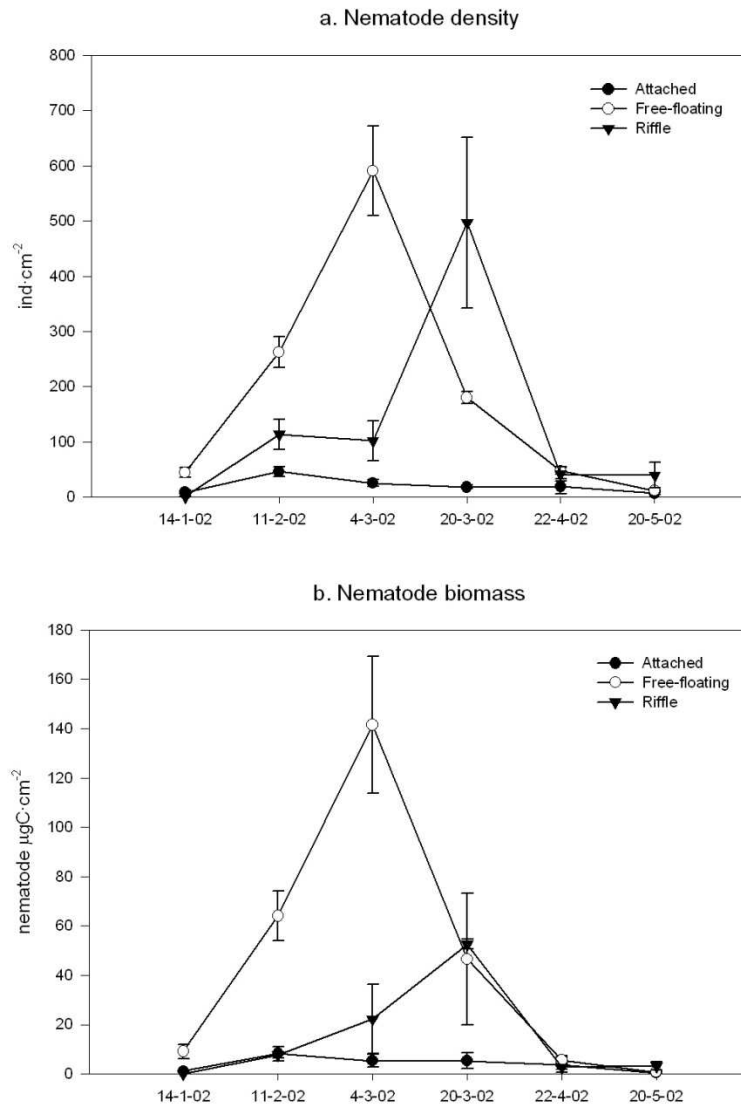 a. Nematode density
800
700
600
500
400
300
200
100
0
ind·cm-2
Attached
Free-floating
Riffle
14-1-02 11-2-02 4-3-02 20-3-02 22-4-02 20-5-02
b. Nematode biomass
180
160
140
120
100
80
60
40
20
0
nematode µgC·cm-2
Attached
Free-floating
Riffle
14-1-02 11-2-02 4-3-02 20-3-02 22-4-02 20-5-02